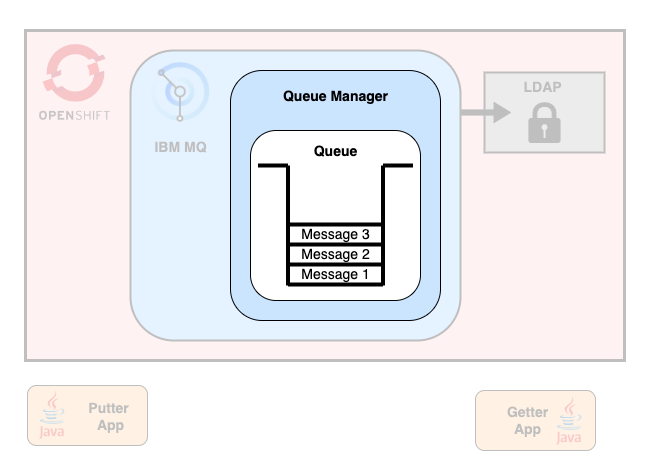 OPENSHIFT
IBM MQ
Queue Manager
Queue
Message 3
Message 2
Message 1
LDAP
Java
Putter
App
Getter
App
Java